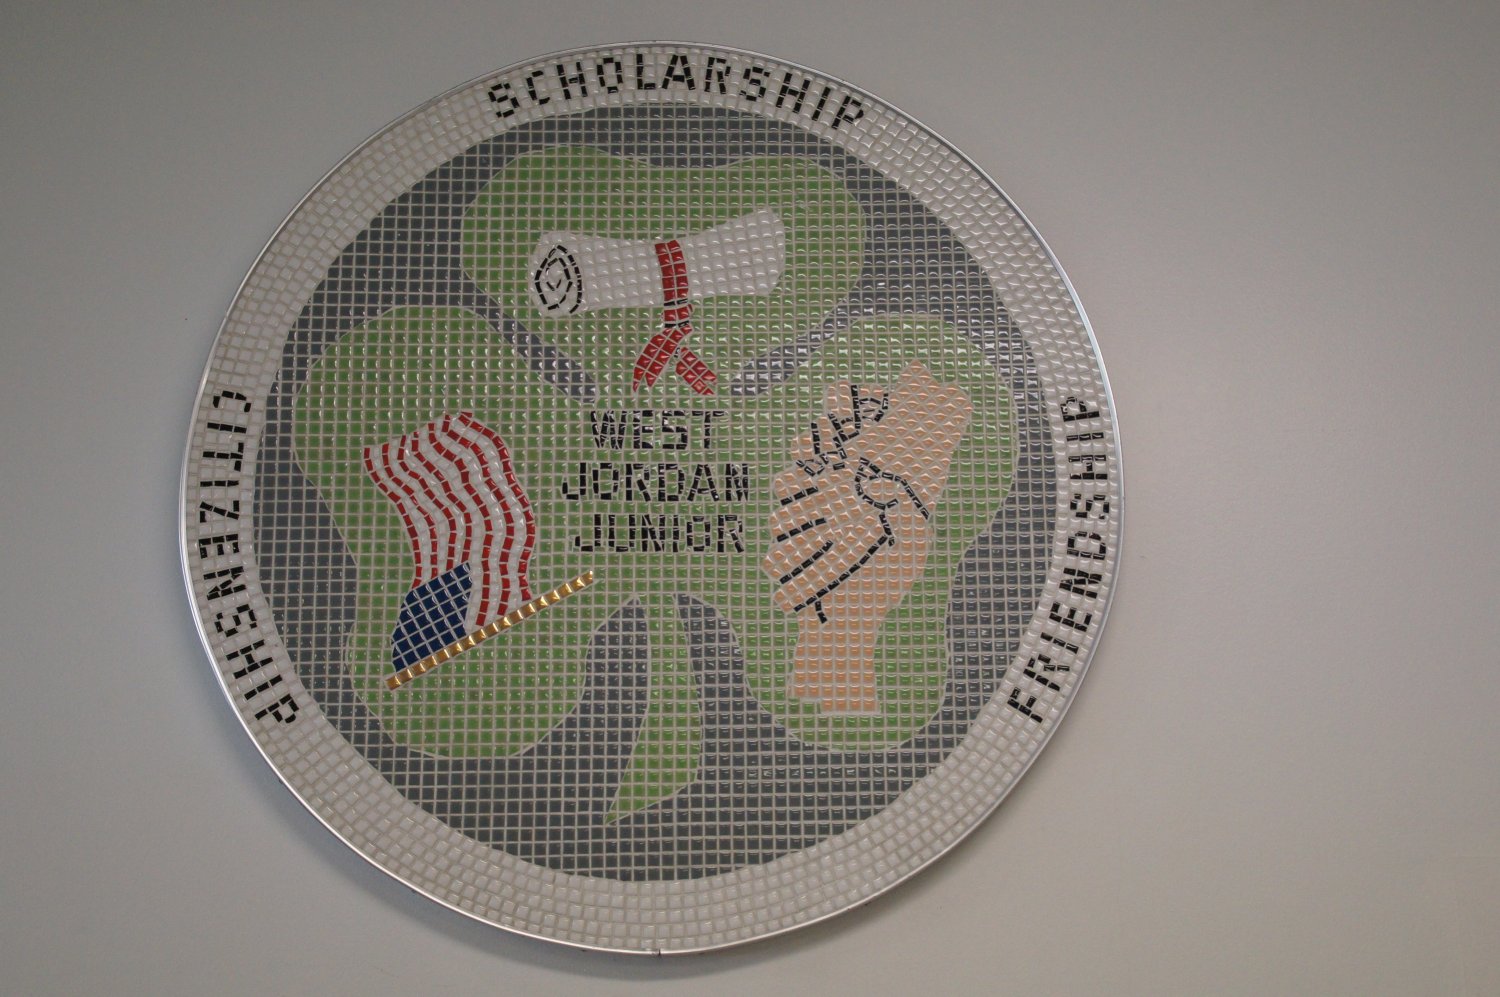 SCHOLARSHIP
CITIZENSHIP
WEST
JORDAN
JUNIOR
FRIENDSHIP